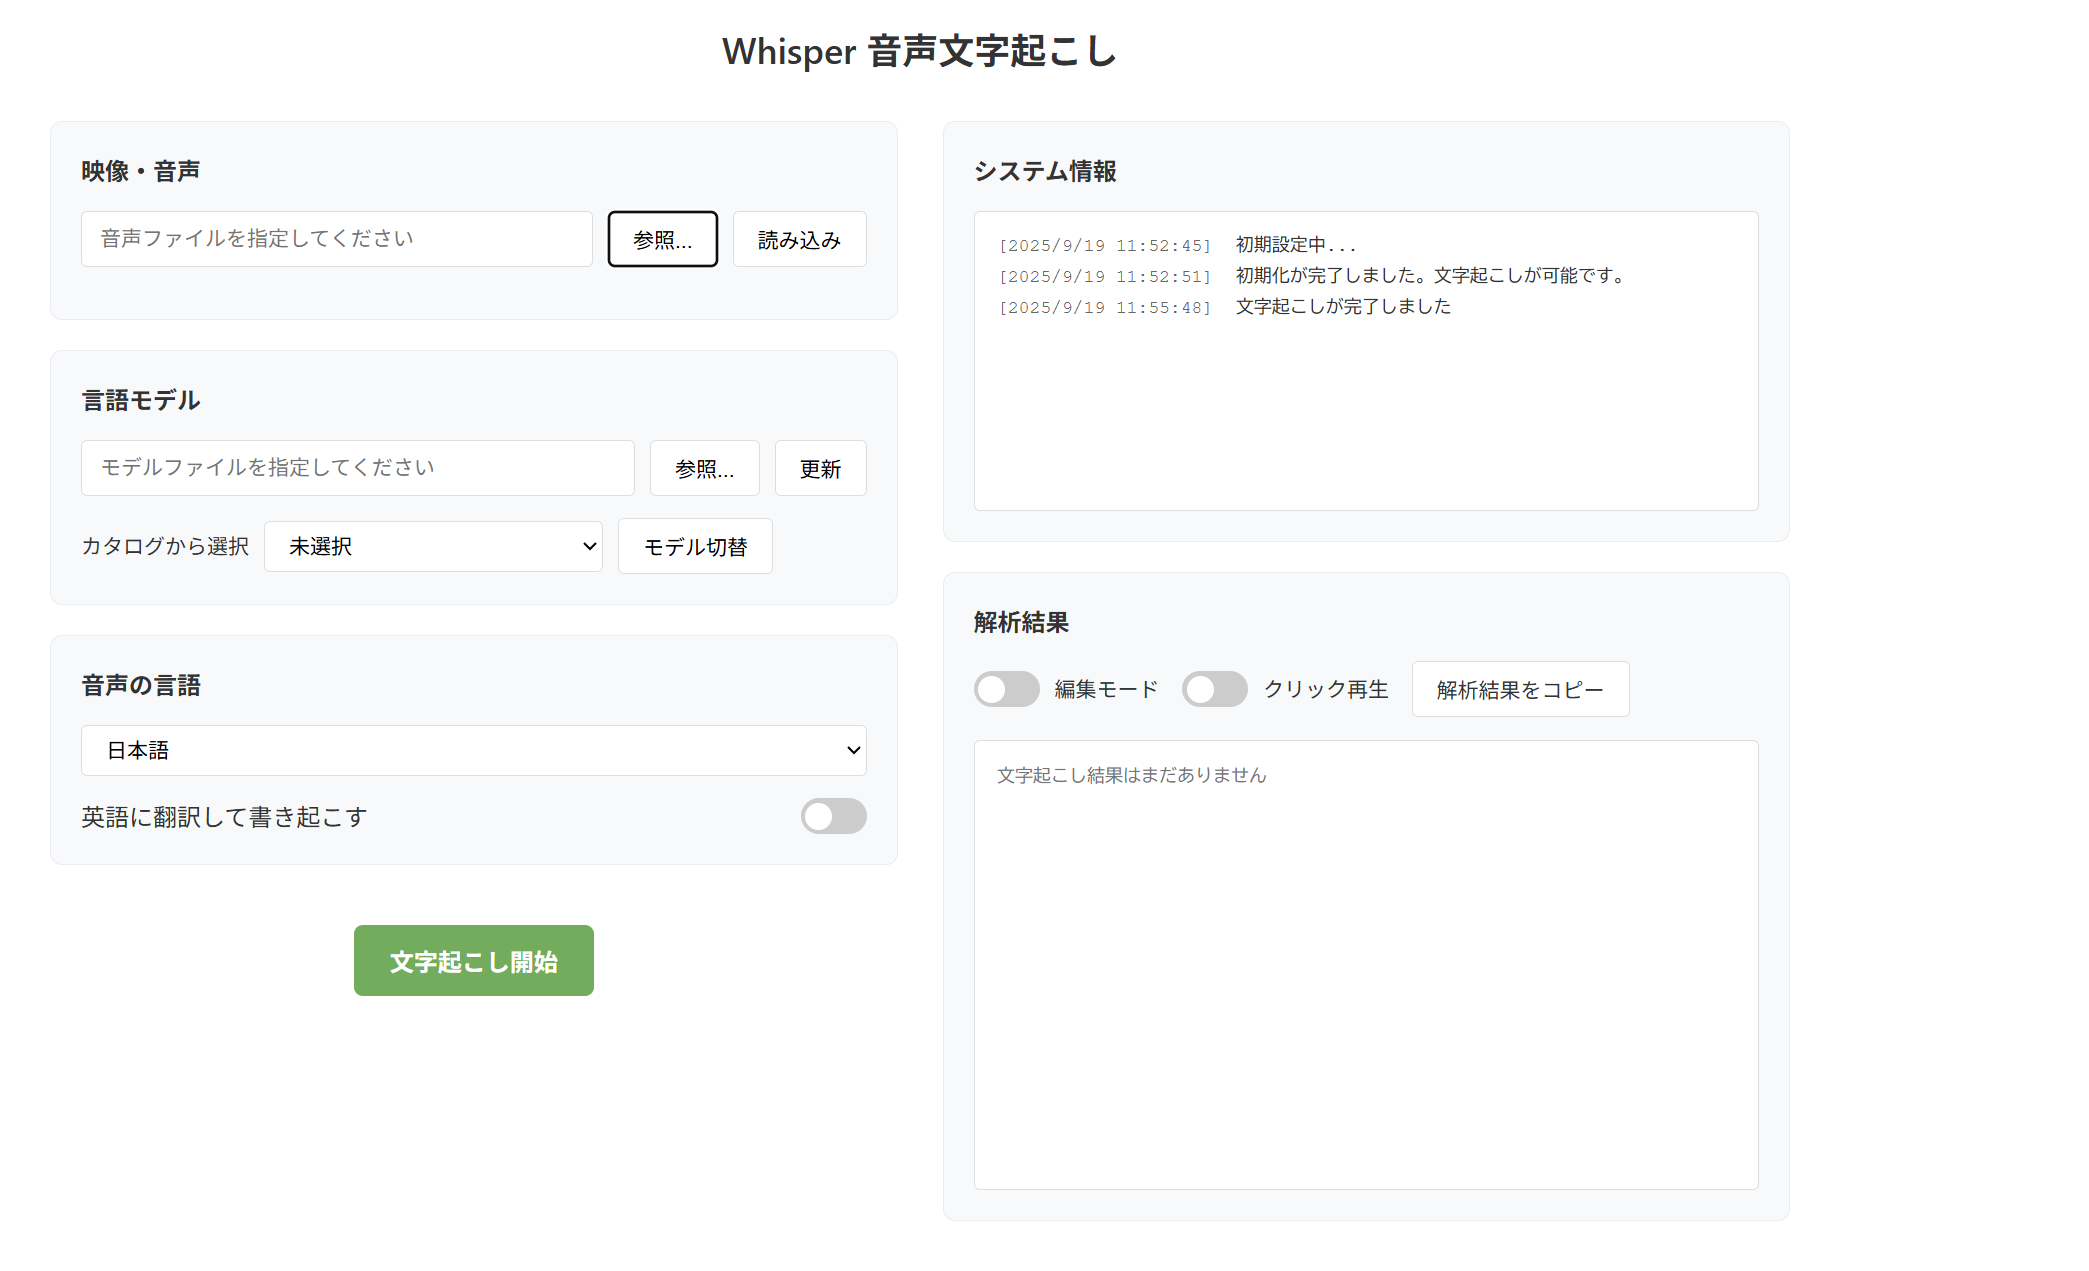 Whisper 音声文字起こし
映像・音声
音声ファイルを指定してください
参照...
読み込み
言語モデル
モデルファイルを指定してください
参照...
更新
カタログから選択
未選択
モデル切替
音声の言語
日本語
英語に翻訳して書き起こす
文字起こし開始
システム情報
[2025/9/19 11:52:45] 初期設定中...
[2025/9/19 11:52:51] 初期化が完了しました。文字起こしが可能です。
[2025/9/19 11:55:48] 文字起こしが完了しました
解析結果
編集モード
クリック再生
解析結果をコピー
文字起こし結果はまだありません